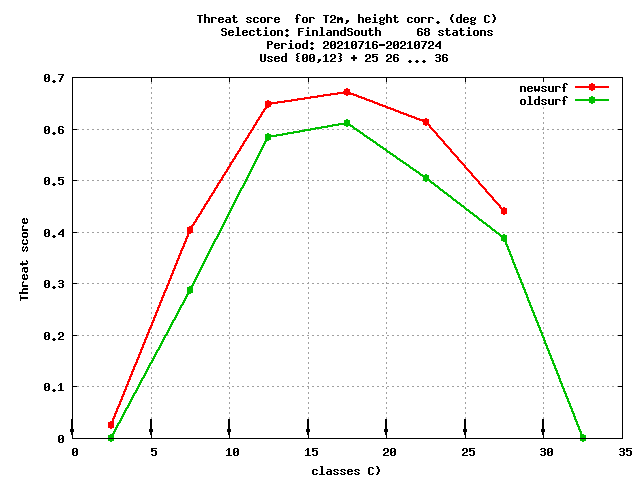 Threat score  for T2m, height corr. (deg C)
Selection: FinlandSouth     68 stations
Period: 20210716-20210724
Used {00,12} + 25 26 ... 36
newsurf
oldsurf
Threat score
0.7
0.6
0.5
0.4
0.3
0.2
0.1
0
0 5 10 15 20 25 30 35
classes C)